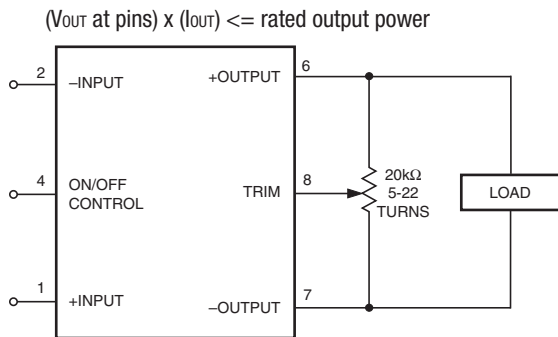 (VOUT at pins) x (IOUT) <= rated output power
2
–INPUT
+OUTPUT
6
4
ON/OFF
CONTROL
TRIM
8
20kΩ
5-22
TURNS
LOAD
1
+INPUT
–OUTPUT
7